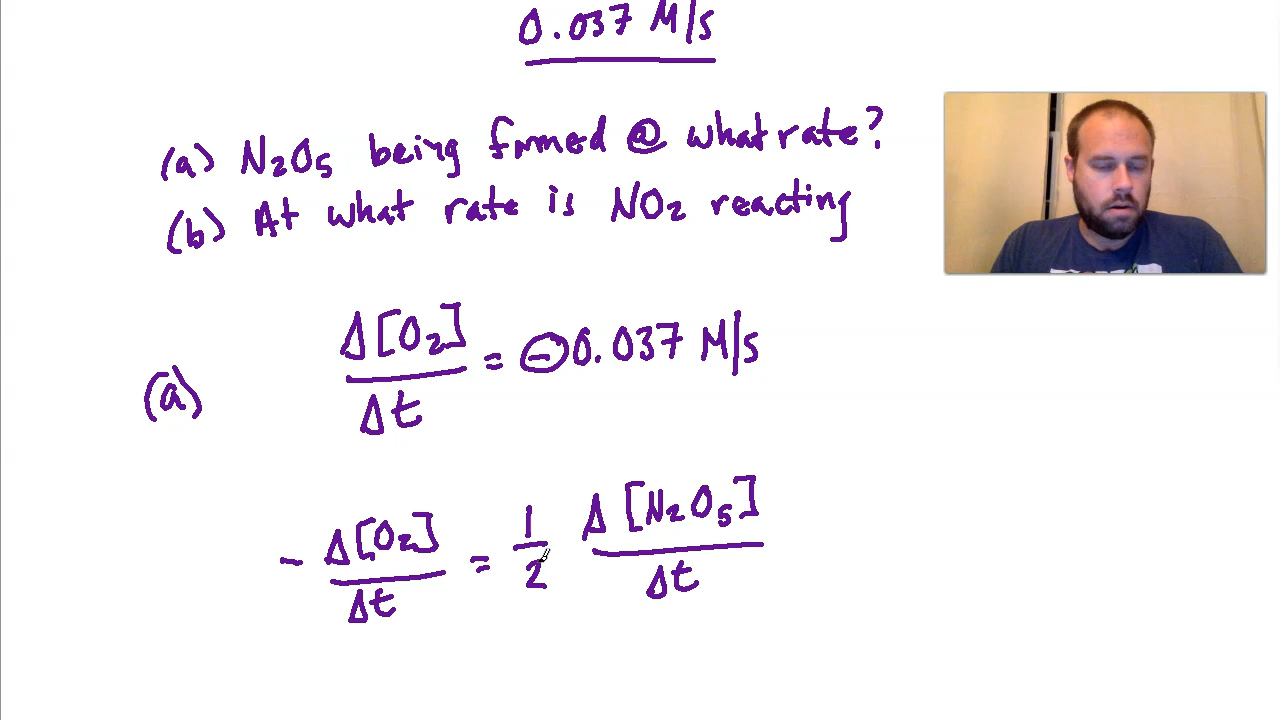 0.037 M/s
(a) N2O5 being formed @ what rate?
(b) At what rate is NO2 reacting
(a) Δ[O2]/Δt = -0.037 M/s
-Δ[O2]/Δt = 1/2 Δ[N2O5]/Δt